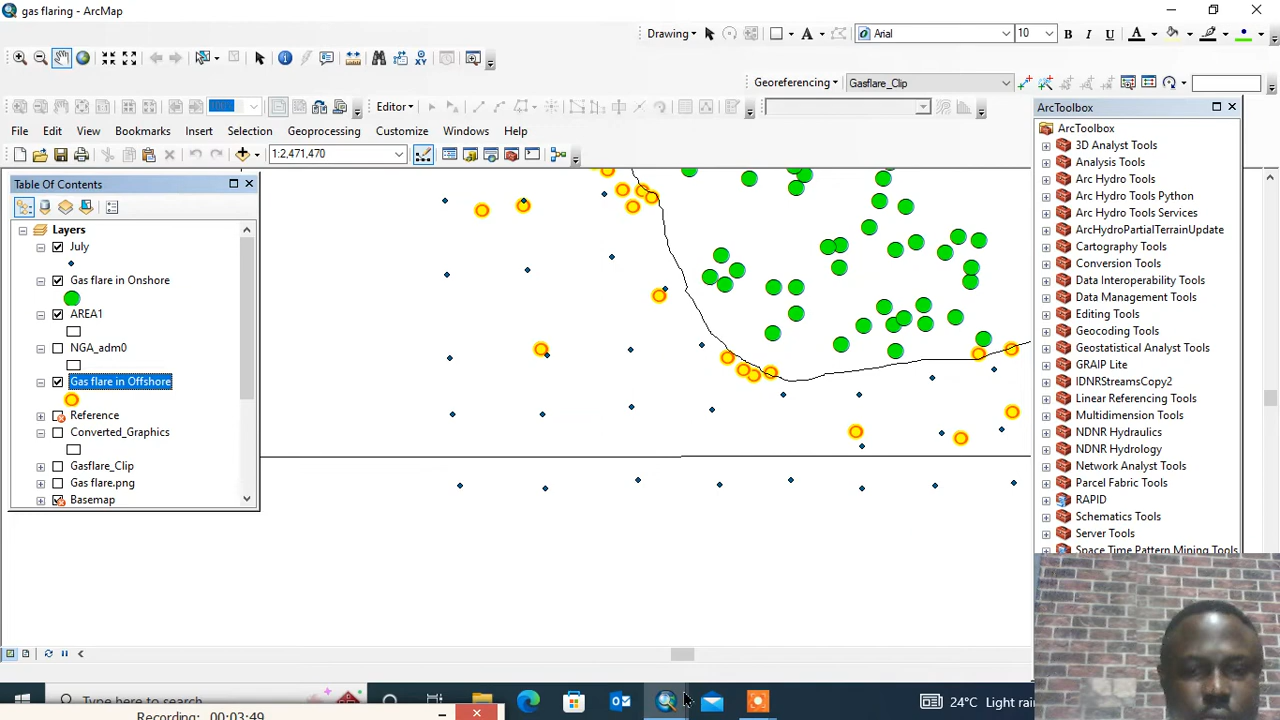 gas flaring - ArcMap
Drawing
Arial
10
B I U A
Georeferencing
Gasflare_Clip
Editor
ArcToolbox
File Edit View Bookmarks Insert Selection Geoprocessing Customize Windows Help
1:2,471,470
Table Of Contents
Layers
July
Gas flare in Onshore
AREA1
NGA_adm0
Gas flare in Offshore
Reference
Converted_Graphics
Gasflare_Clip
Gas flare.png
Basemap
ArcToolbox
3D Analyst Tools
Analysis Tools
Arc Hydro Tools
Arc Hydro Tools Python
Arc Hydro Tools Services
ArcHydroPartialTerrainUpdate
Cartography Tools
Conversion Tools
Data Interoperability Tools
Data Management Tools
Editing Tools
Geocoding Tools
Geostatistical Analyst Tools
GRAIP Lite
IDNRStreamsCopy2
Linear Referencing Tools
Multidimension Tools
NDNR Hydraulics
NDNR Hydrology
Network Analyst Tools
Parcel Fabric Tools
RAPID
Schematics Tools
Server Tools
Space Time Pattern Mining Tools
Type here to search
24°C Light rain
Recording: 00:03:49